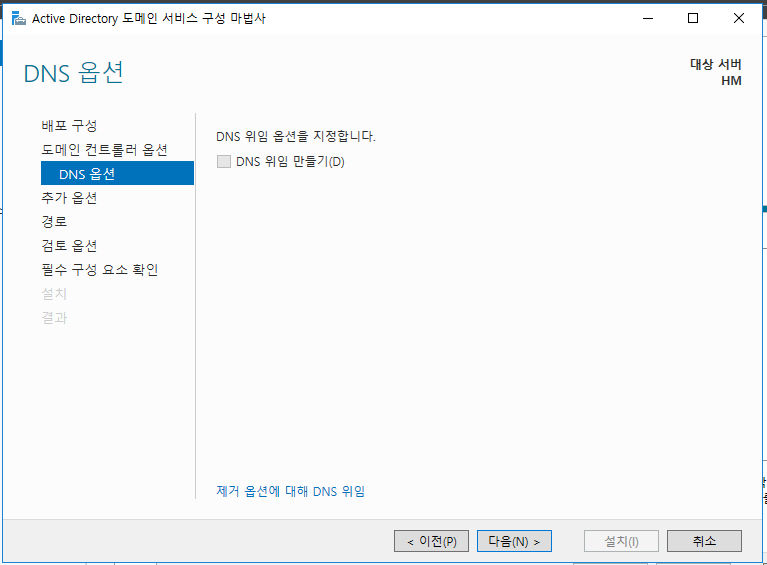 Active Directory 도메인 서비스 구성 마법사
DNS 옵션
대상 서버
HM
배포 구성
도메인 컨트롤러 옵션
DNS 옵션
추가 옵션
경로
검토 옵션
필수 구성 요소 확인
설치
결과
DNS 위임 옵션을 지정합니다.
DNS 위임 만들기(D)
제거 옵션에 대해 DNS 위임
< 이전(P)
다음(N) >
설치(I)
취소